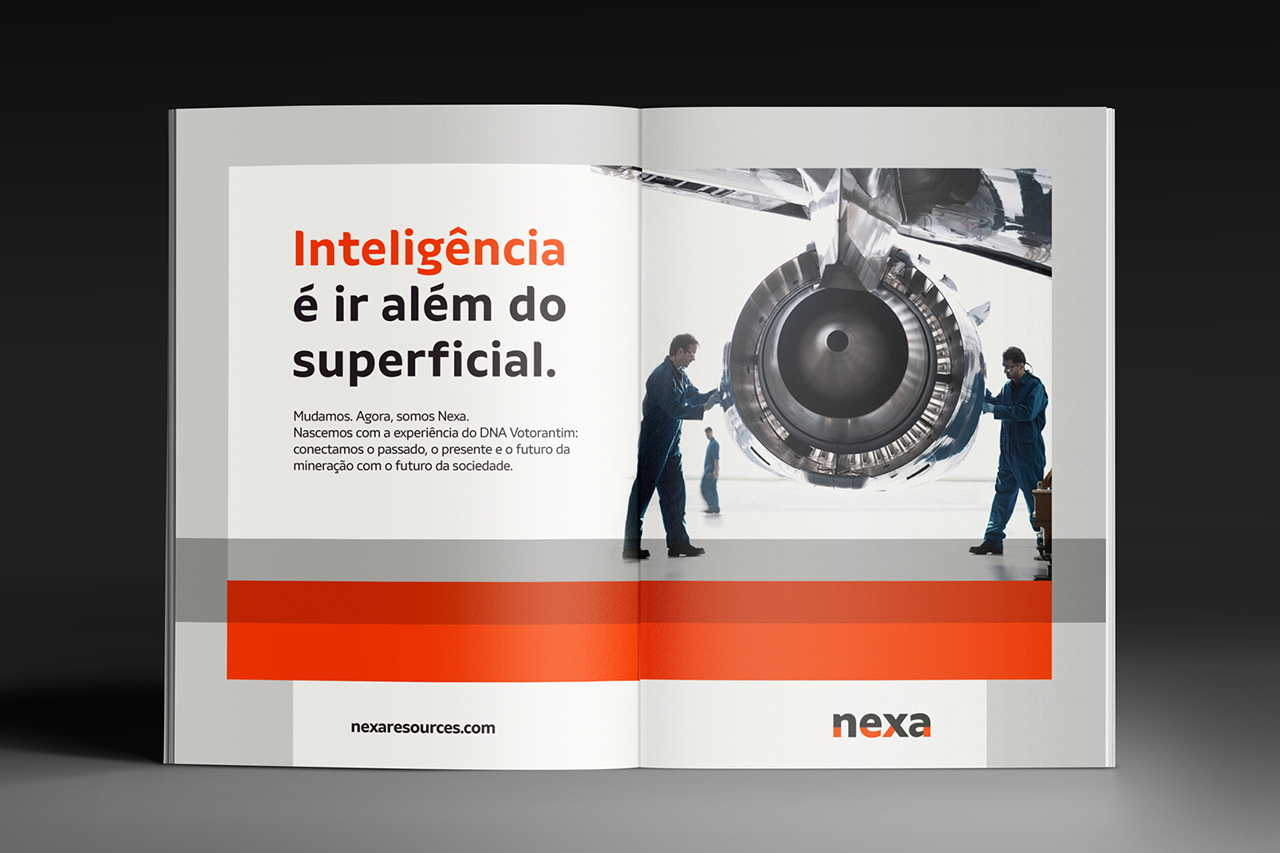 Inteligência
é ir além do
superficial.
Mudamos. Agora, somos Nexa.
Nascemos com a experiência do DNA Votorantim:
conectamos o passado, o presente e o futuro da
mineração com o futuro da sociedade.
nexaresources.com
nexa